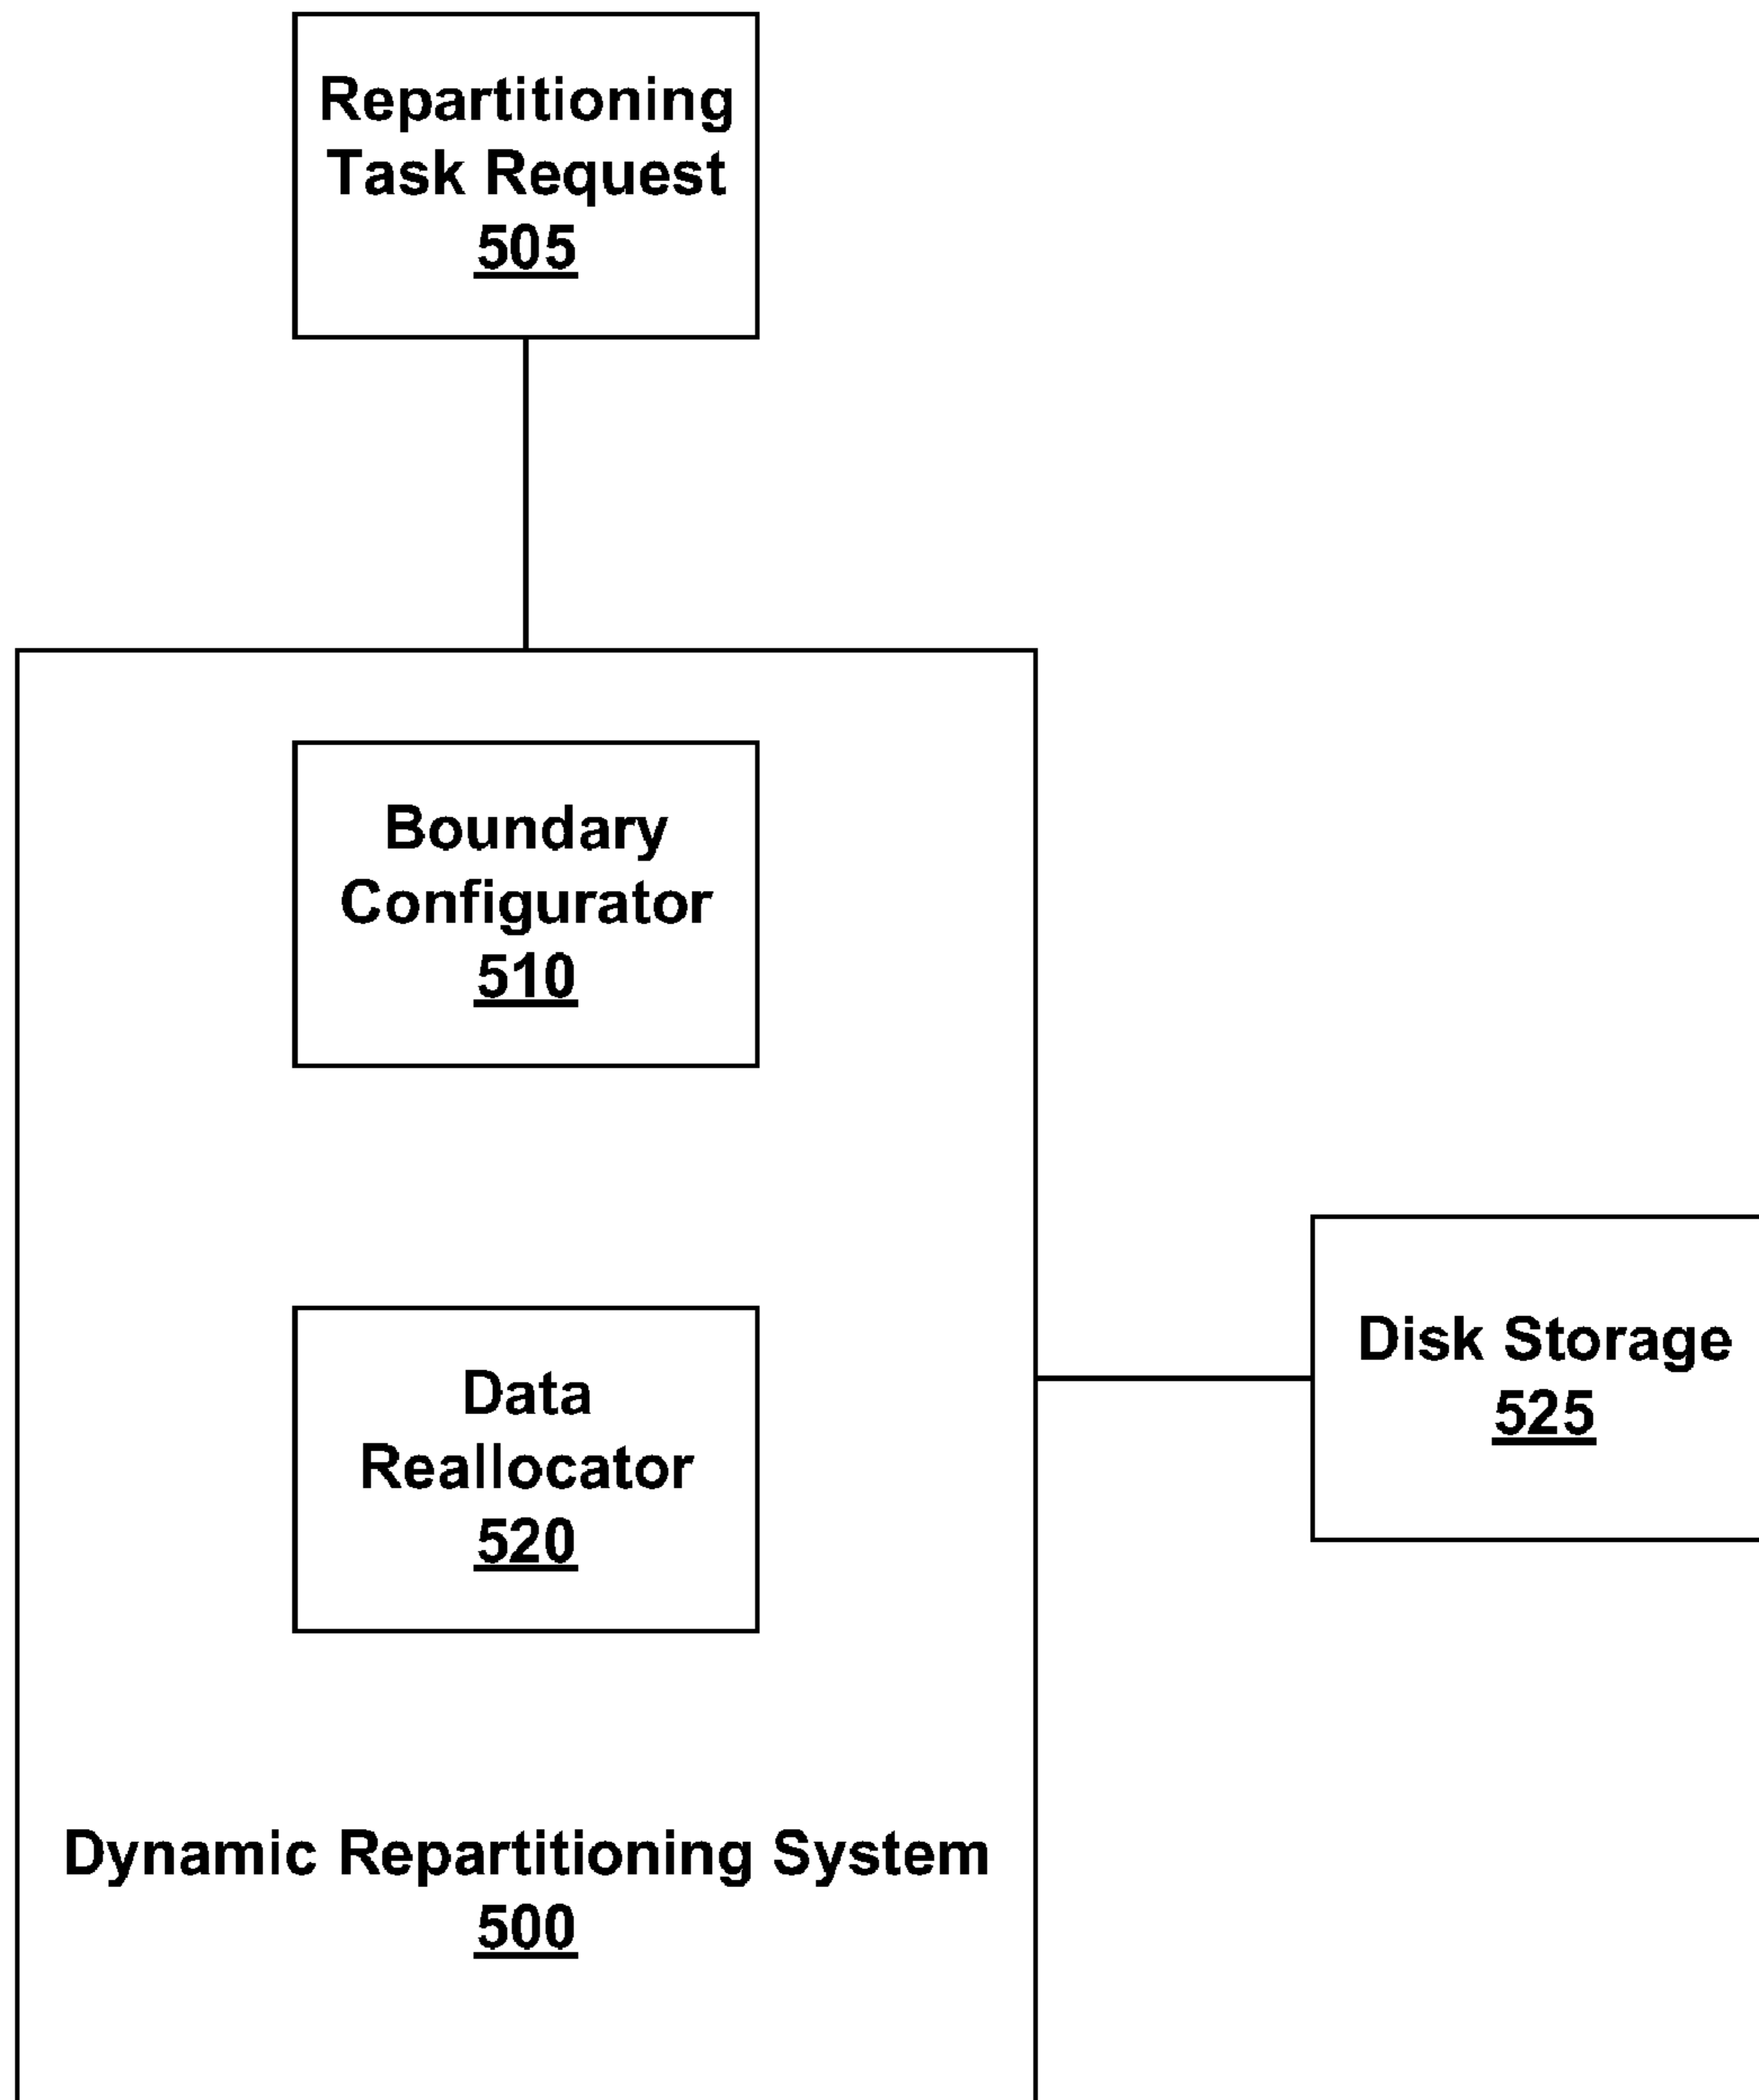 Repartitioning
Task Request
505
Boundary
Configurator
510
Data
Reallocator
520
Disk Storage
525
Dynamic Repartitioning System
500